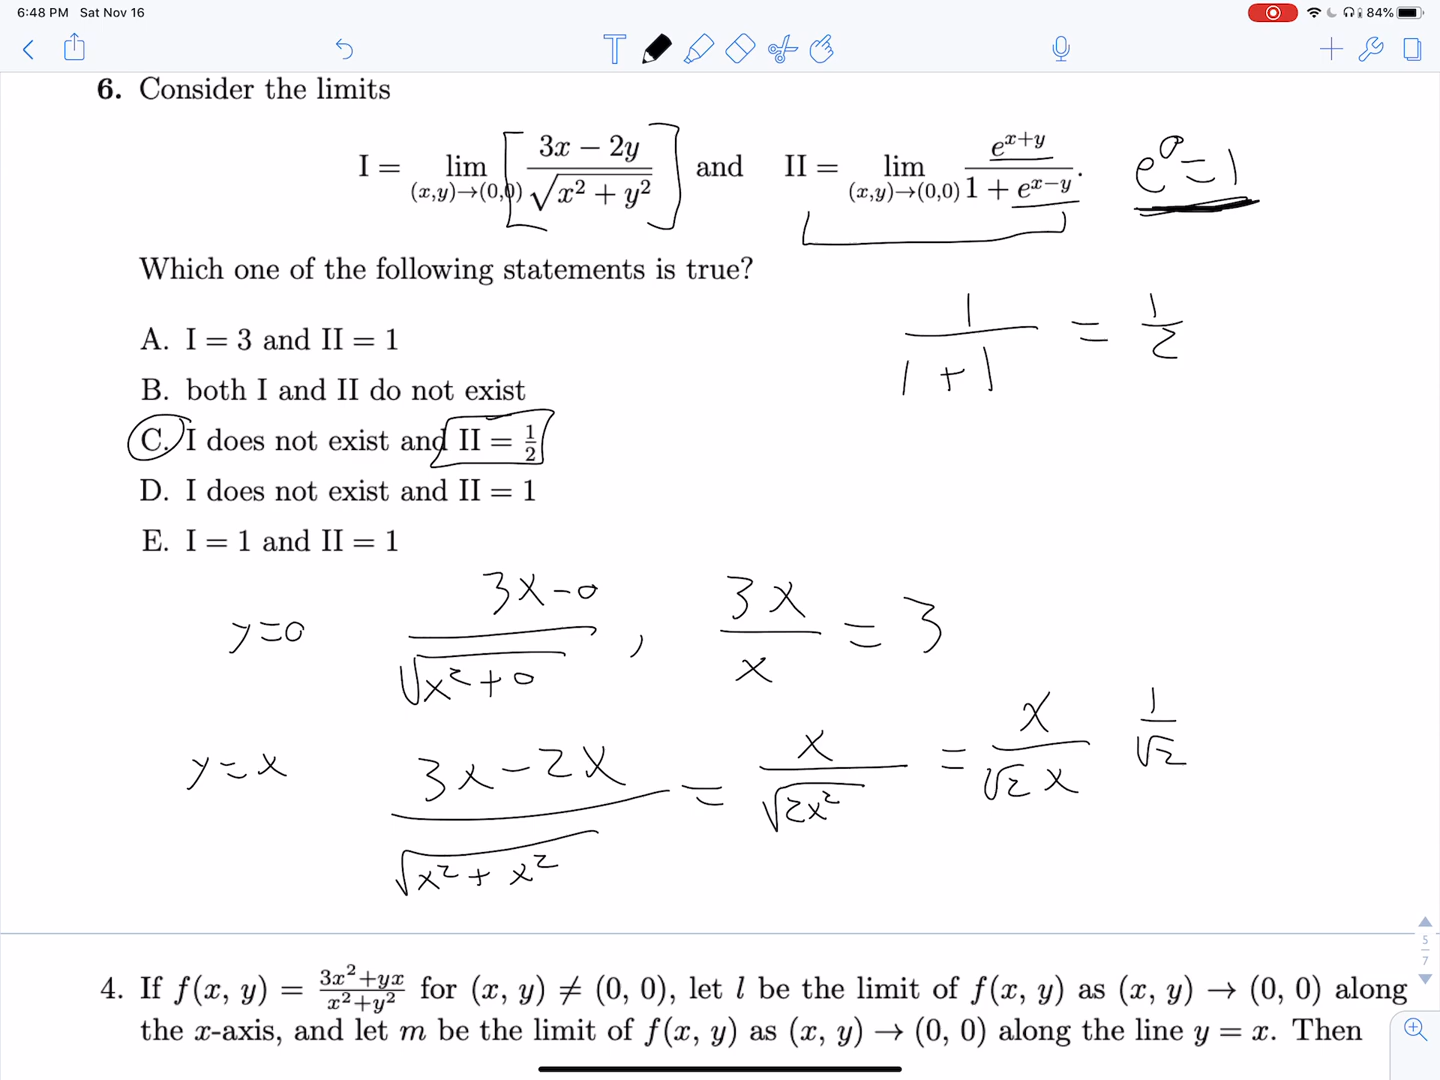 6:48 PM Sat Nov 16
84%
T
6. Consider the limits
I = lim (x,y)→(0,0) [ (3x − 2y) / √(x² + y²) ] and II = lim (x,y)→(0,0) e^(x+y) / (1 + e^(x−y)).
e⁰ = 1
Which one of the following statements is true?
1 / (1 + 1) = 1/2
A. I = 3 and II = 1
B. both I and II do not exist
C. I does not exist and II = 1/2
D. I does not exist and II = 1
E. I = 1 and II = 1
y=0 (3x-0) / √(x²+0) , 3x / x = 3
y=x (3x-2x) / √(x²+x²) = x / √(2x²) = x / (√2 x) 1/√2
4. If f(x, y) = (3x²+yx)/(x²+y²) for (x, y) ≠ (0, 0), let l be the limit of f(x, y) as (x, y) → (0, 0) along
the x-axis, and let m be the limit of f(x, y) as (x, y) → (0, 0) along the line y = x. Then
5
7